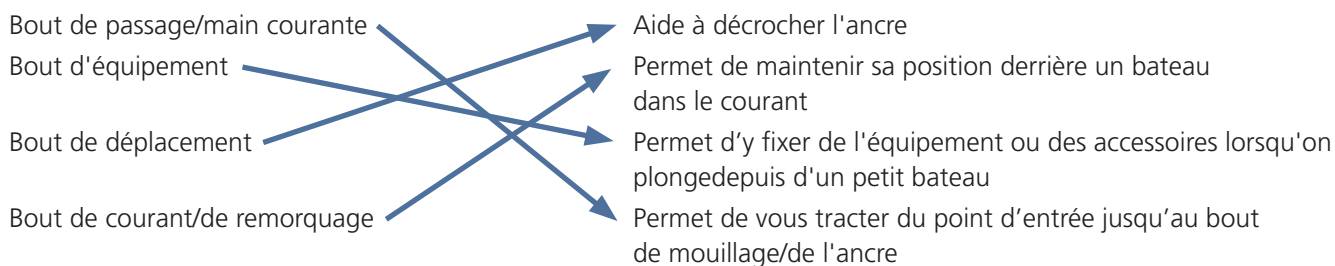 Bout de passage/main courante
Bout d'équipement
Bout de déplacement
Bout de courant/de remorquage
Aide à décrocher l'ancre
Permet de maintenir sa position derrière un bateau
dans le courant
Permet d’y fixer de l'équipement ou des accessoires lorsqu'on
plongedepuis d'un petit bateau
Permet de vous tracter du point d’entrée jusqu’au bout
de mouillage/de l'ancre